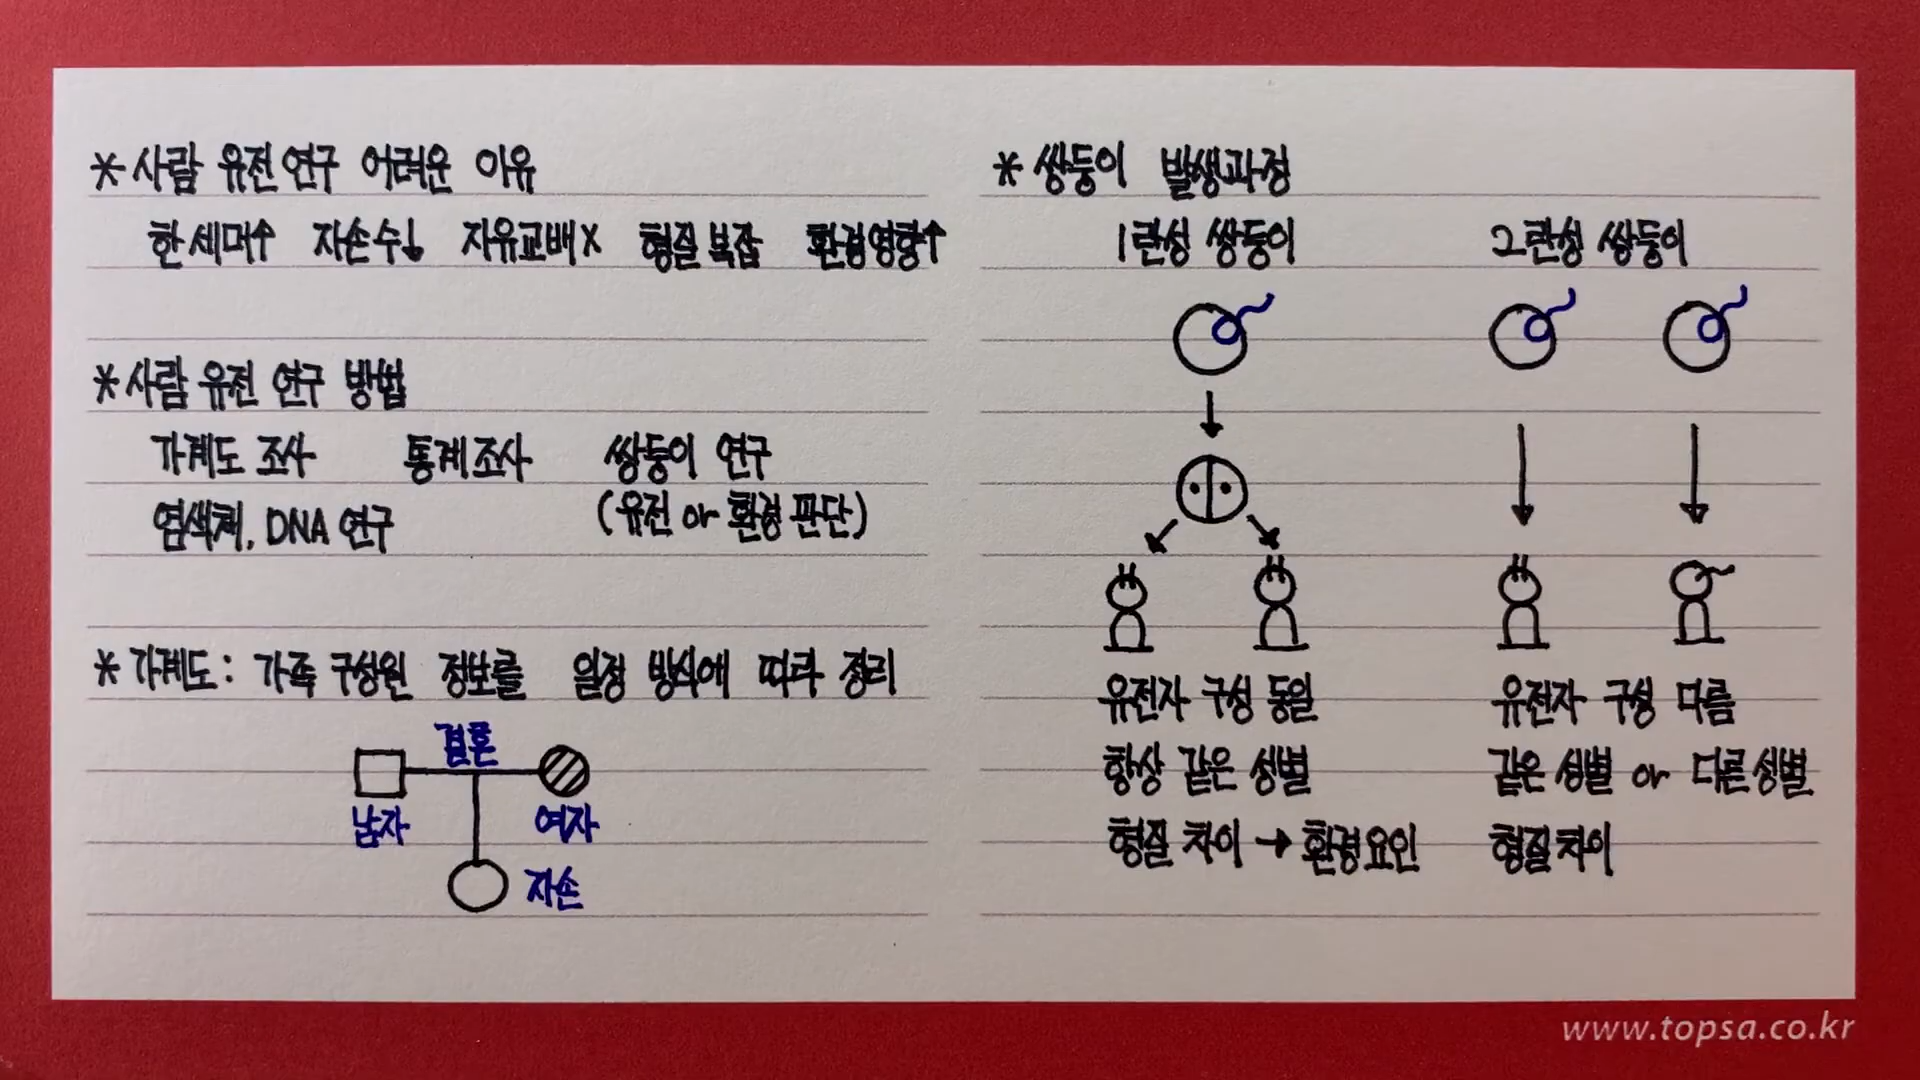 * 사람 유전 연구 어려운 이유
한 세대↑ 자손수↓ 자유교배X 형질 복잡 환경영향↑
* 사람 유전 연구 방법
가계도 조사 통계조사 쌍둥이 연구
염색체, DNA 연구 (유전 or 환경 판단)
* 가계도 : 가족 구성원 정보를 일정 방식에 따라 정리
결혼
남자 여자
자손
* 쌍둥이 발생과정
1란성 쌍둥이 2란성 쌍둥이
유전자 구성 동일 유전자 구성 다름
항상 같은 성별 같은 성별 or 다른 성별
형질 차이 → 환경요인 형질차이
www.topsa.co.kr